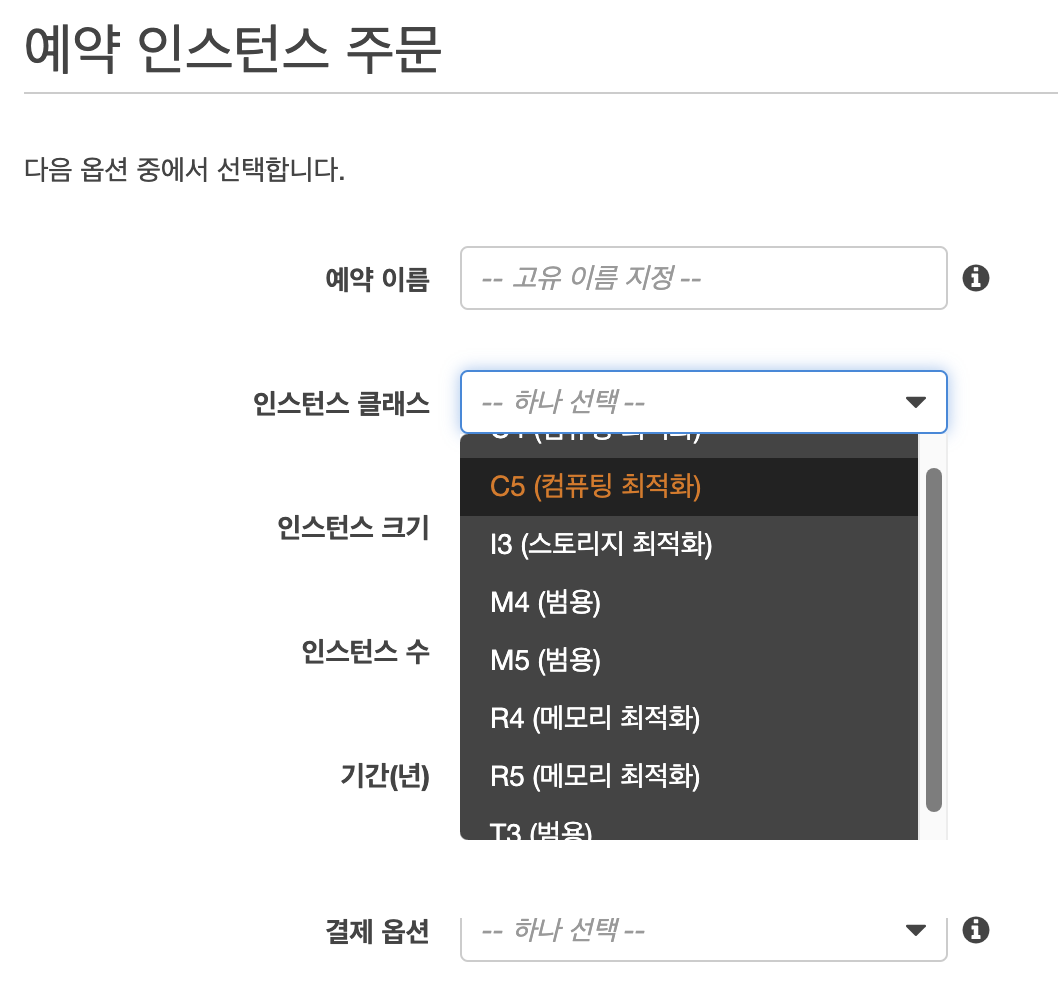 예약 인스턴스 주문
다음 옵션 중에서 선택합니다.
예약 이름
-- 고유 이름 지정 --
인스턴스 클래스
-- 하나 선택 --
C5 (컴퓨팅 최적화)
인스턴스 크기
I3 (스토리지 최적화)
M4 (범용)
인스턴스 수
M5 (범용)
R4 (메모리 최적화)
기간(년)
R5 (메모리 최적화)
T3 (범용)
결제 옵션
-- 하나 선택 --